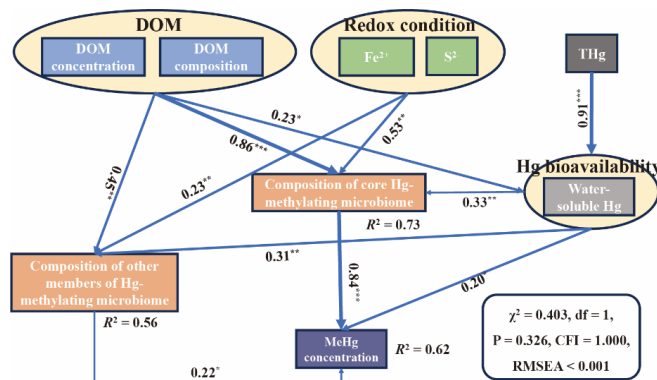 DOM
Redox condition
DOM
concentration
DOM
composition
Fe²⁺
S²⁻
THg
0.23*
0.86***
0.53**
0.91***
0.45**
0.23**
Hg bioavailability
Composition of core Hg-
methylating microbiome
Water-
soluble Hg
0.33**
R² = 0.73
Composition of other
members of Hg-
methylating microbiome
0.31**
0.84***
0.20*
R² = 0.56
MeHg
concentration
R² = 0.62
0.22*
χ² = 0.403, df = 1,
P = 0.326, CFI = 1.000,
RMSEA < 0.001